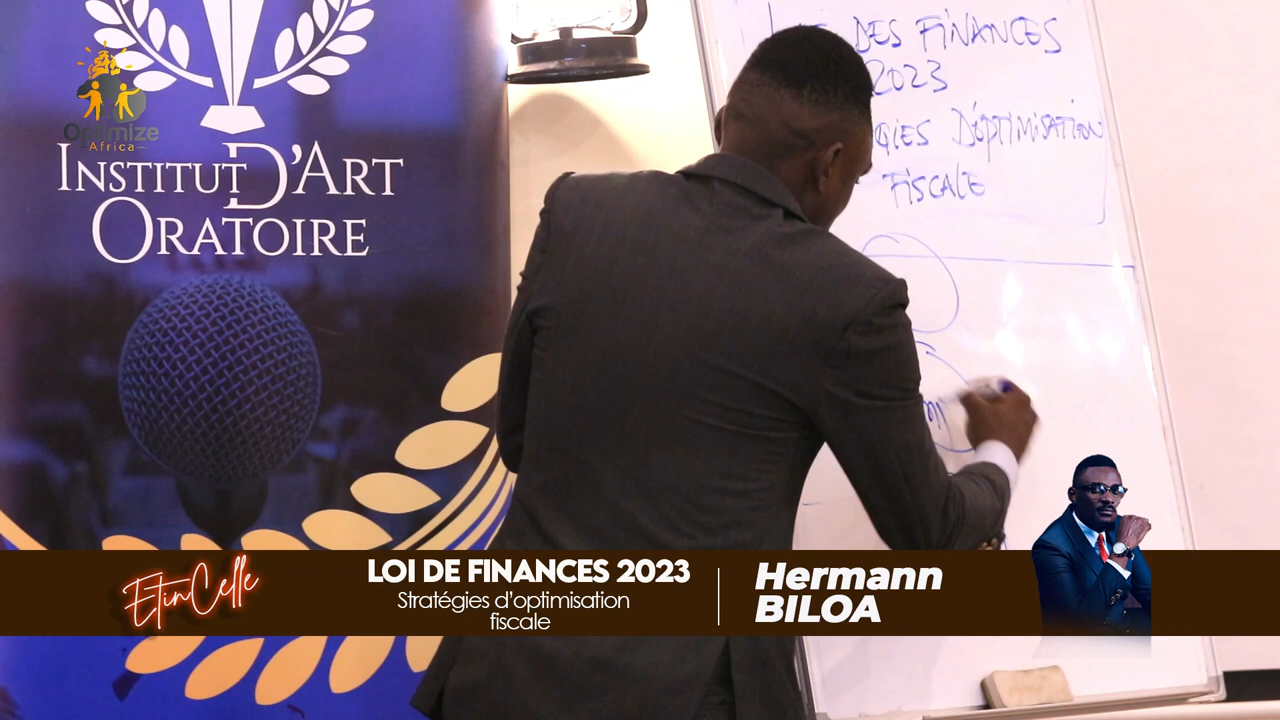 Optimize
Africa
INSTITUT D'ART
ORATOIRE
DES FINANCES
2023
D'OPTIMISATION
FISCALE
EtinCelle
LOI DE FINANCES 2023
Stratégies d'optimisation
fiscale
Hermann
BILOA